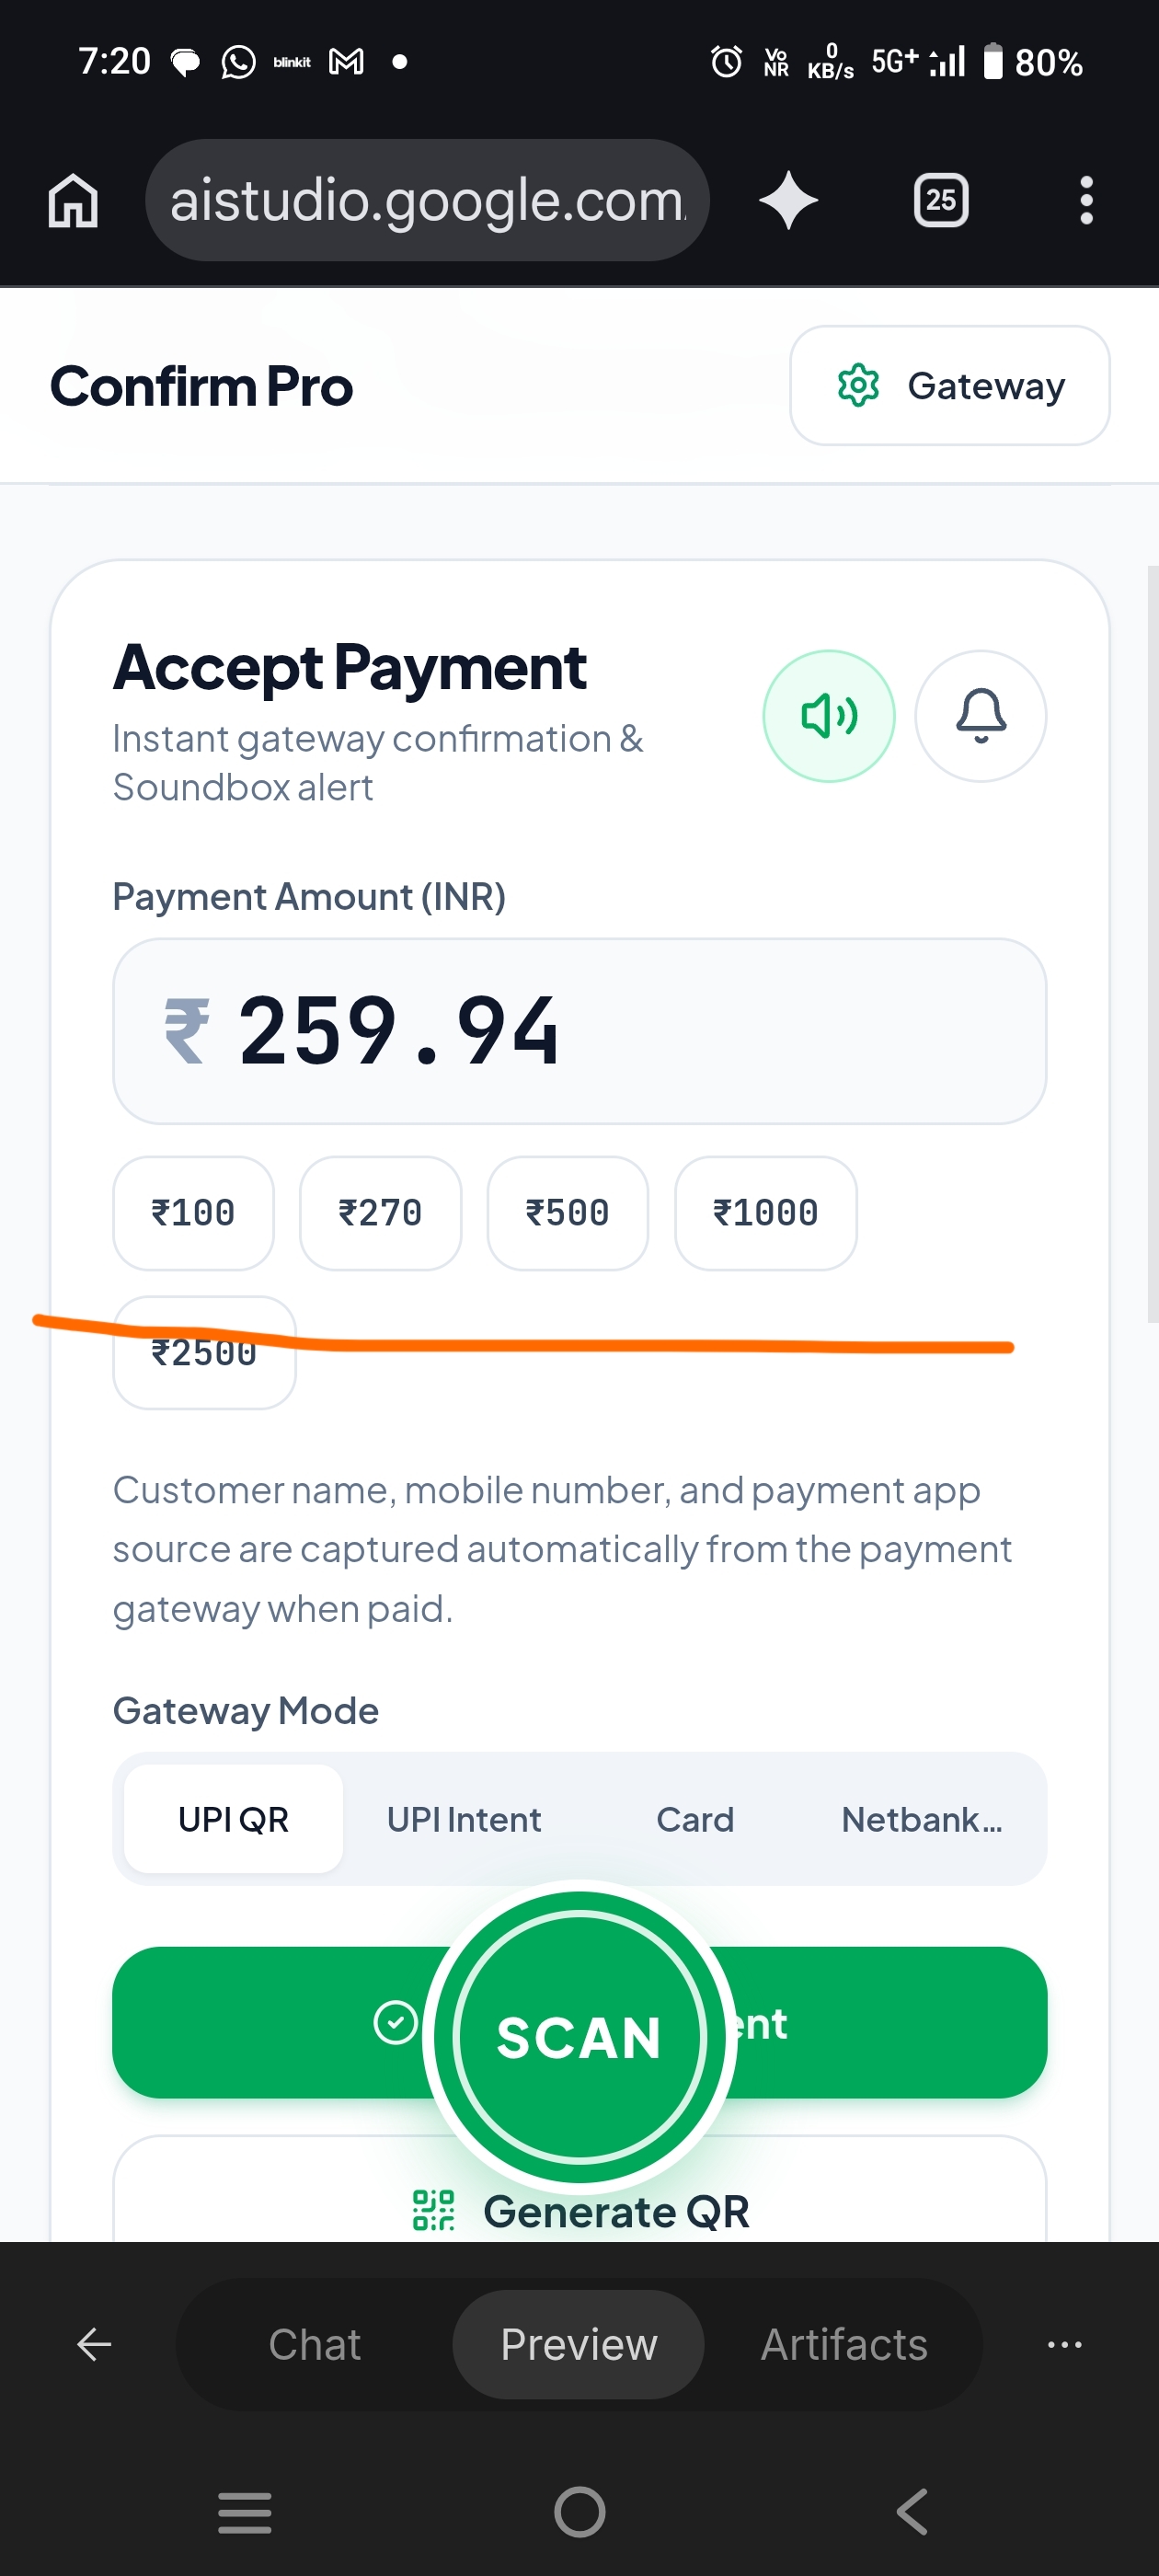 7:20 blinkit Vo NR 0 KB/s 5G+ 80%
aistudio.google.com
25
Confirm Pro
Gateway
Accept Payment
Instant gateway confirmation &
Soundbox alert
Payment Amount (INR)
₹ 259.94
₹100 ₹270 ₹500 ₹1000
₹2500
Customer name, mobile number, and payment app
source are captured automatically from the payment
gateway when paid.
Gateway Mode
UPI QR UPI Intent Card Netbank...
SCAN
Generate QR
Chat Preview Artifacts